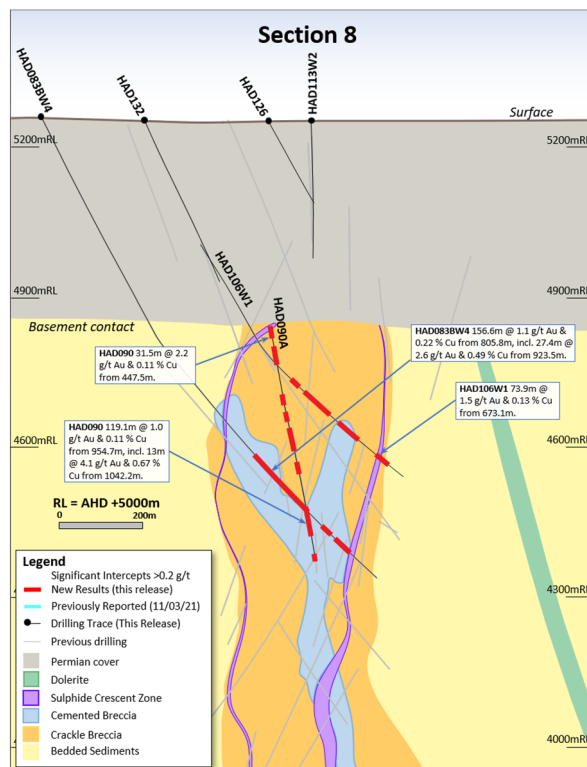 Section 8
HAD083BW4
HAD132
HAD126
HAD113W2
Surface
5200mRL
5200mRL
HAD106W1
HAD090A
4900mRL
4900mRL
Basement contact
HAD090 31.5m @ 2.2
g/t Au & 0.11 % Cu
from 447.5m.
HAD083BW4 156.6m @ 1.1 g/t Au &
0.22 % Cu from 805.8m, incl. 27.4m @
2.6 g/t Au & 0.49 % Cu from 923.5m.
HAD106W1 73.9m @
1.5 g/t Au & 0.13 % Cu
from 673.1m.
HAD090 119.1m @ 1.0
g/t Au & 0.11 % Cu
from 954.7m, incl. 13m
@ 4.1 g/t Au & 0.67 %
Cu from 1042.2m.
4600mRL
4600mRL
RL = AHD +5000m
0 200m
Legend
Significant Intercepts >0.2 g/t
New Results (this release)
Previously Reported (11/03/21)
Drilling Trace (This Release)
Previous drilling
Permian cover
Dolerite
Sulphide Crescent Zone
Cemented Breccia
Crackle Breccia
Bedded Sediments
4300mRL
4000mRL